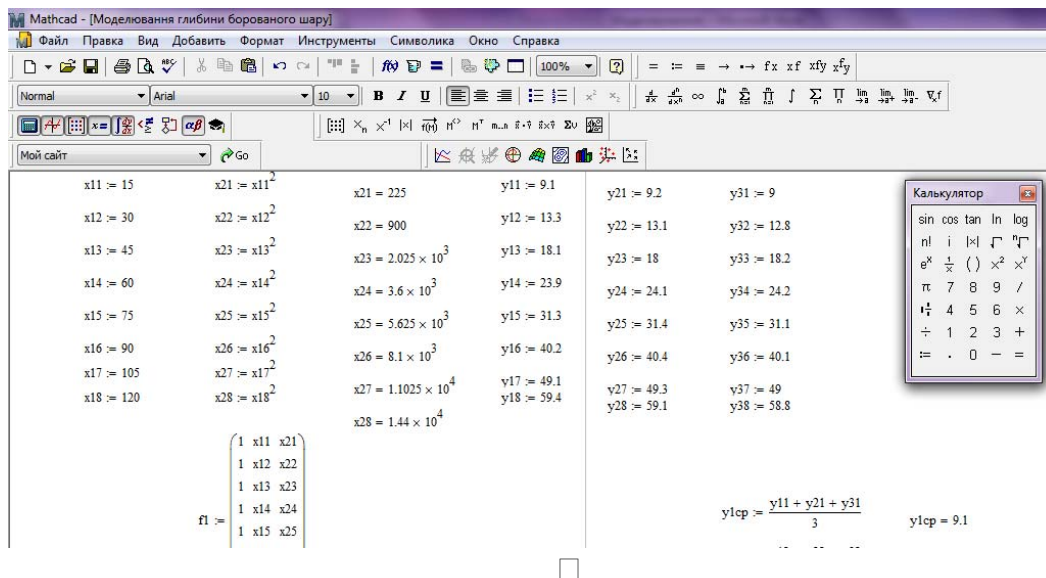 Mathcad - [Моделювання глибини борованого шару]
Файл Правка Вид Добавить Формат Инструменты Символика Окно Справка
100% = := ≡ → •→ fx xf xfy xfy
Normal Arial 10 B I U
Мой сайт Go
x11 := 15 x21 := x11² x21 = 225 y11 := 9.1 y21 := 9.2 y31 := 9
x12 := 30 x22 := x12² x22 = 900 y12 := 13.3 y22 := 13.1 y32 := 12.8
x13 := 45 x23 := x13² x23 = 2.025 × 10³ y13 := 18.1 y23 := 18 y33 := 18.2
x14 := 60 x24 := x14² x24 = 3.6 × 10³ y14 := 23.9 y24 := 24.1 y34 := 24.2
x15 := 75 x25 := x15² x25 = 5.625 × 10³ y15 := 31.3 y25 := 31.4 y35 := 31.1
x16 := 90 x26 := x16² x26 = 8.1 × 10³ y16 := 40.2 y26 := 40.4 y36 := 40.1
x17 := 105 x27 := x17² x27 = 1.1025 × 10⁴ y17 := 49.1 y27 := 49.3 y37 := 49
x18 := 120 x28 := x18² x28 = 1.44 × 10⁴ y18 := 59.4 y28 := 59.1 y38 := 58.8
Калькулятор
sin cos tan ln log
n! i |×| √ ⁿ√
eˣ 1/x ( ) ×² ×ʸ
π 7 8 9 /
4 5 6 ×
÷ 1 2 3 +
:= . 0 − =
1 x11 x21
1 x12 x22
1 x13 x23
1 x14 x24
f1 := 1 x15 x25
y1cp := (y11 + y21 + y31) / 3 y1cp = 9.1